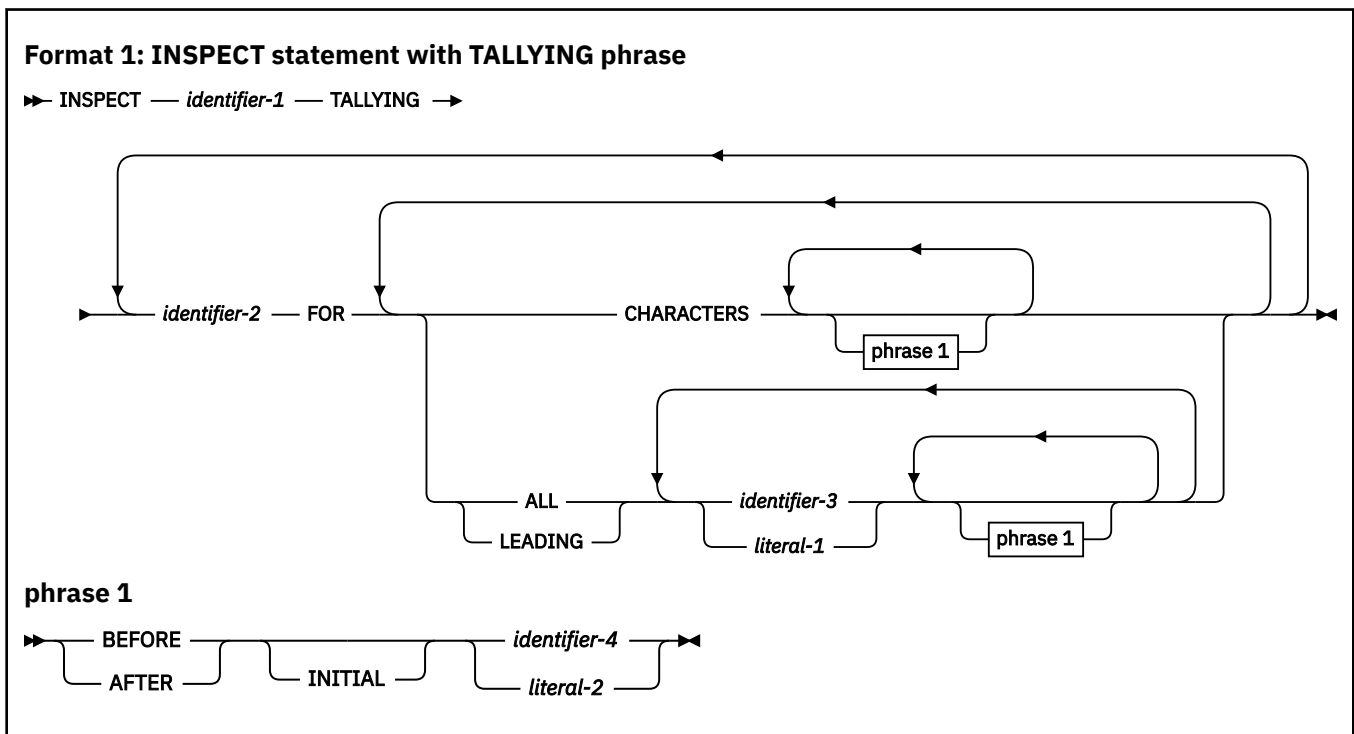 Format 1: INSPECT statement with TALLYING phrase
INSPECT identifier-1 TALLYING
identifier-2 FOR CHARACTERS
phrase 1
ALL identifier-3
LEADING literal-1 phrase 1
phrase 1
BEFORE identifier-4
AFTER INITIAL literal-2